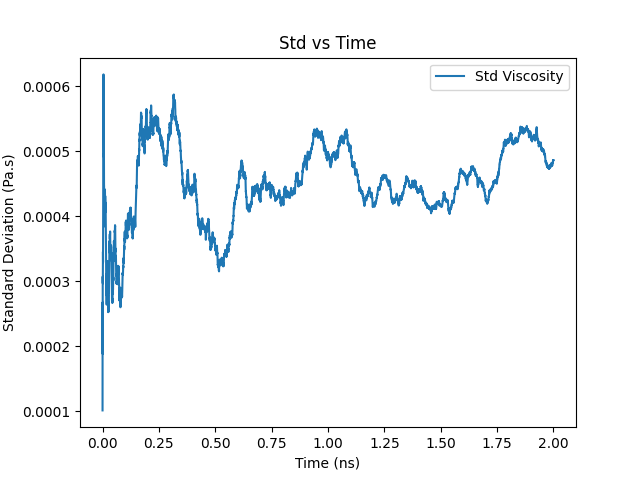 Std vs Time
Std Viscosity
Standard Deviation (Pa.s)
0.0006
0.0005
0.0004
0.0003
0.0002
0.0001
0.00 0.25 0.50 0.75 1.00 1.25 1.50 1.75 2.00
Time (ns)